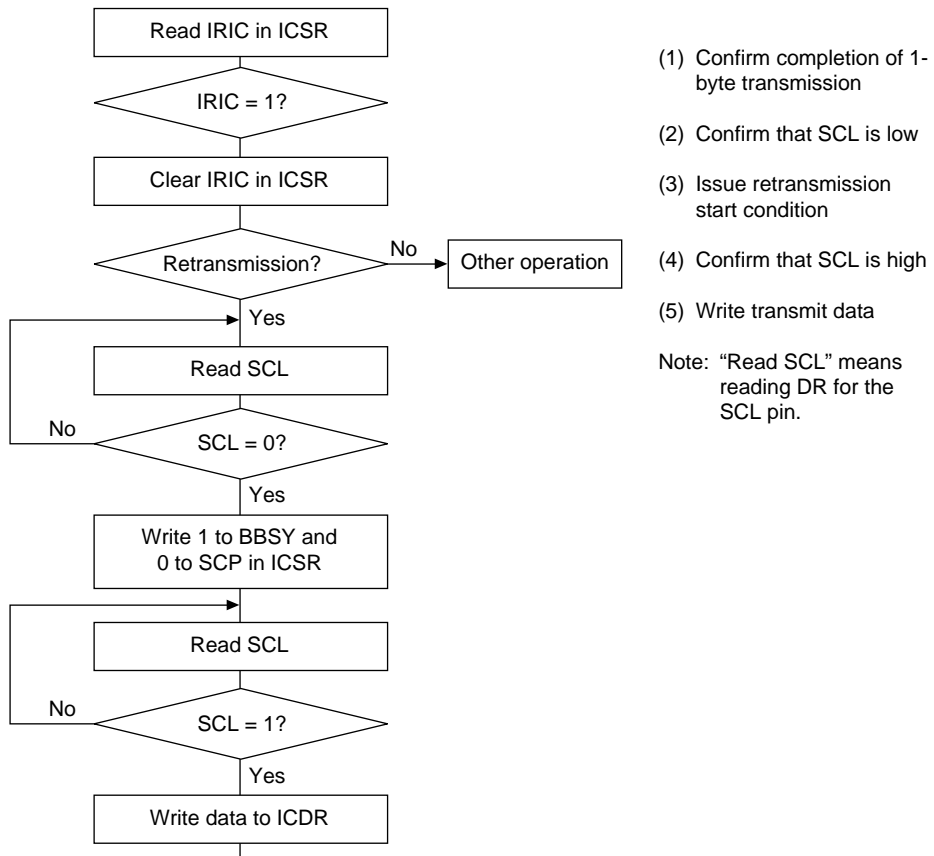 Read IRIC in ICSR
IRIC = 1?
Clear IRIC in ICSR
Retransmission?
No
Other operation
Yes
Read SCL
No
SCL = 0?
Yes
Write 1 to BBSY and
0 to SCP in ICSR
Read SCL
No
SCL = 1?
Yes
Write data to ICDR
(1) Confirm completion of 1-
byte transmission
(2) Confirm that SCL is low
(3) Issue retransmission
start condition
(4) Confirm that SCL is high
(5) Write transmit data
Note: “Read SCL” means
reading DR for the
SCL pin.